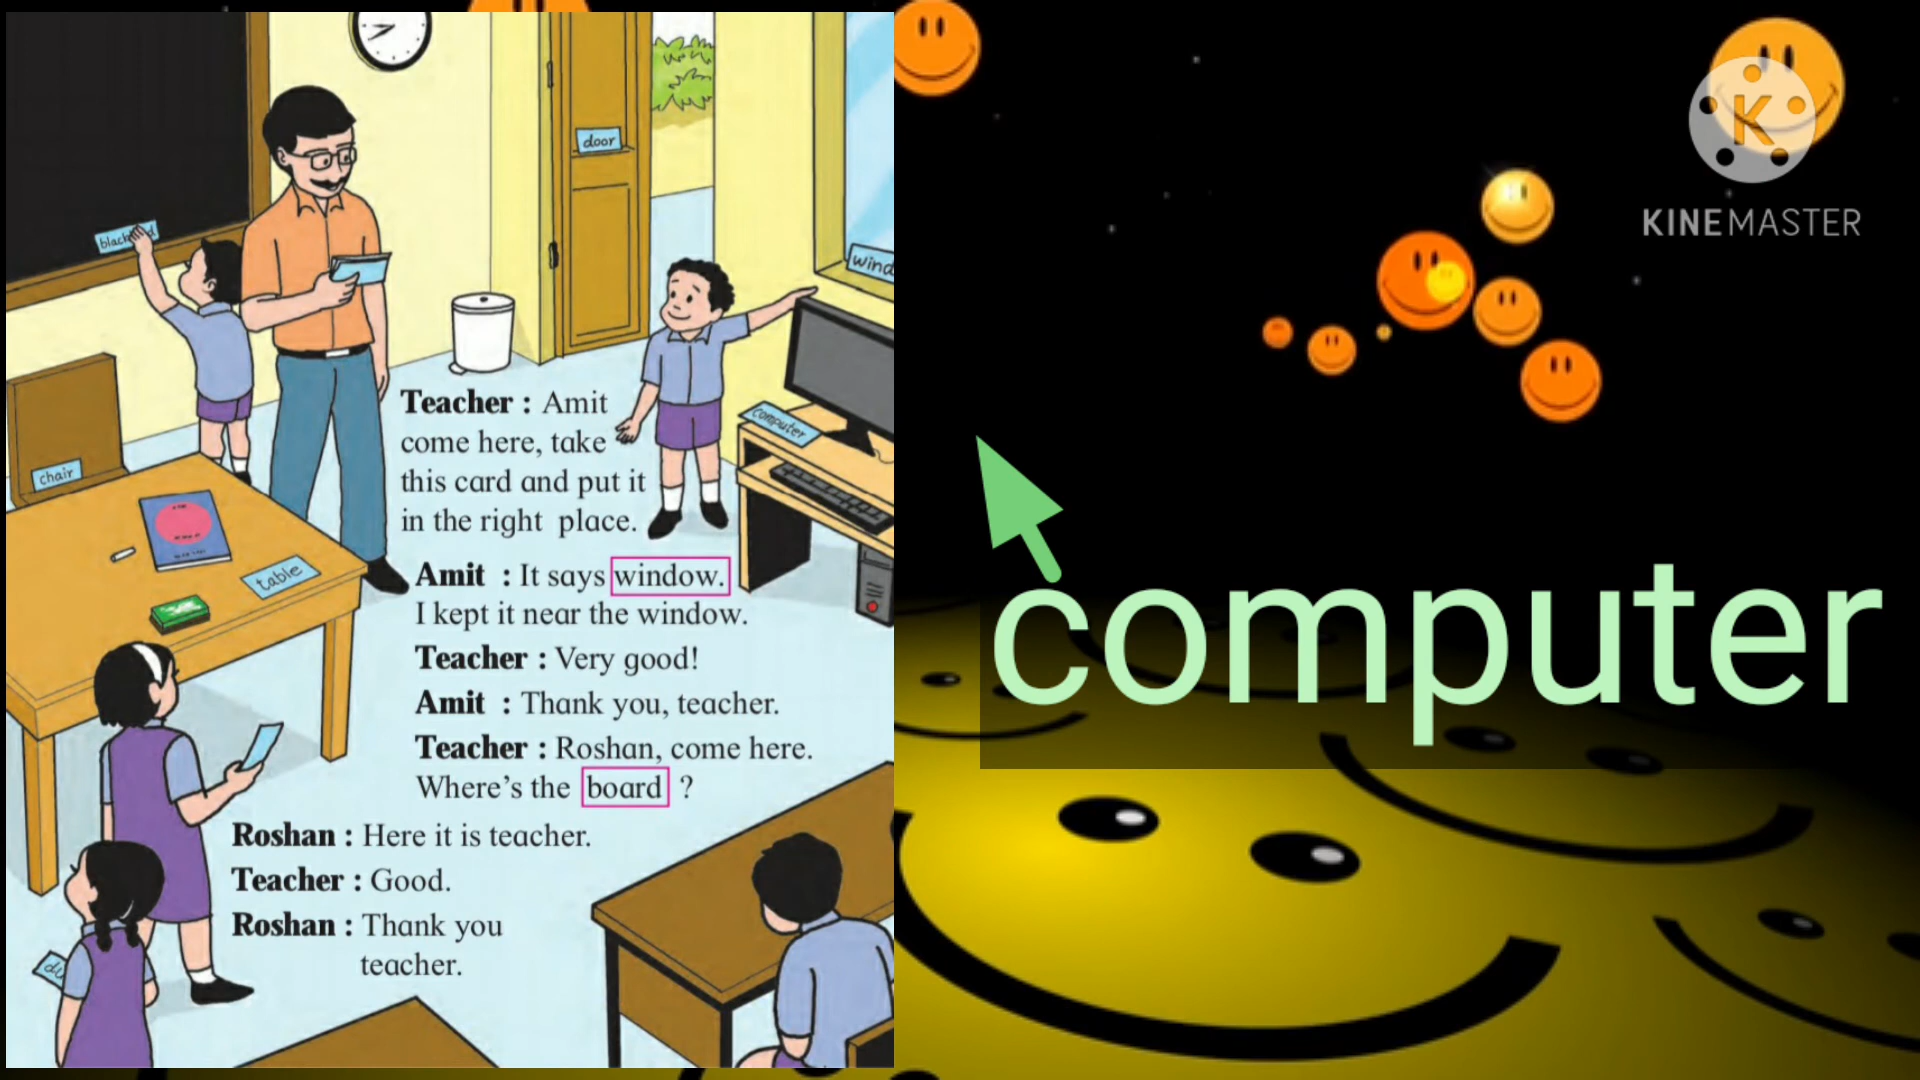 door
wind
computer
chair
table
Teacher : Amit
come here, take
this card and put it
in the right place.
Amit : It says window.
I kept it near the window.
Teacher : Very good!
Amit : Thank you, teacher.
Teacher : Roshan, come here.
Where's the board ?
Roshan : Here it is teacher.
Teacher : Good.
Roshan : Thank you
teacher.
K
KINEMASTER
computer